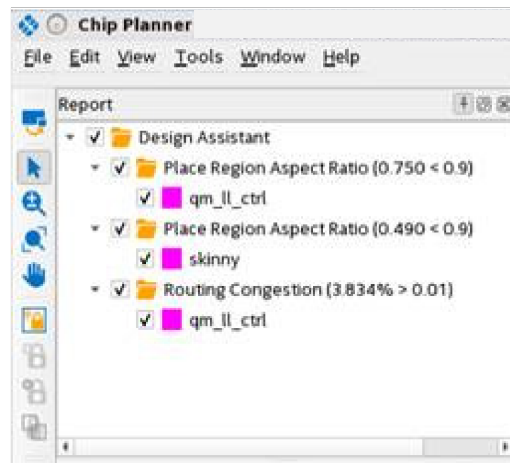 Chip Planner
File Edit View Tools Window Help
Report
Design Assistant
Place Region Aspect Ratio (0.750 < 0.9)
qm_ll_ctrl
Place Region Aspect Ratio (0.490 < 0.9)
skinny
Routing Congestion (3.834% > 0.01)
qm_ll_ctrl